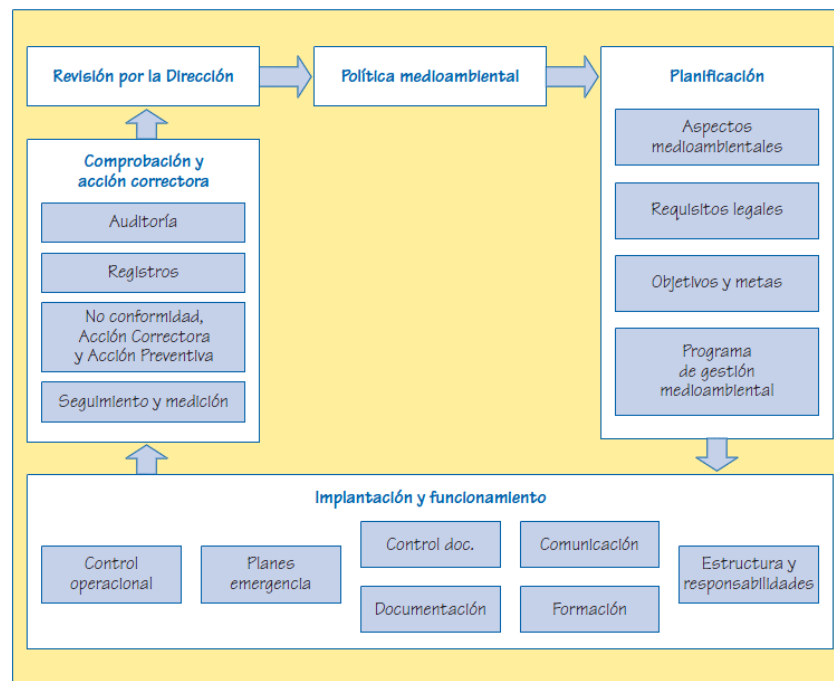 Revisión por la Dirección
Política medioambiental
Planificación
Aspectos
medioambientales
Requisitos legales
Objetivos y metas
Programa
de gestión
medioambiental
Comprobación y
acción correctora
Auditoría
Registros
No conformidad,
Acción Correctora
y Acción Preventiva
Seguimiento y medición
Implantación y funcionamiento
Control
operacional
Planes
emergencia
Control doc.
Comunicación
Documentación
Formación
Estructura y
responsabilidades